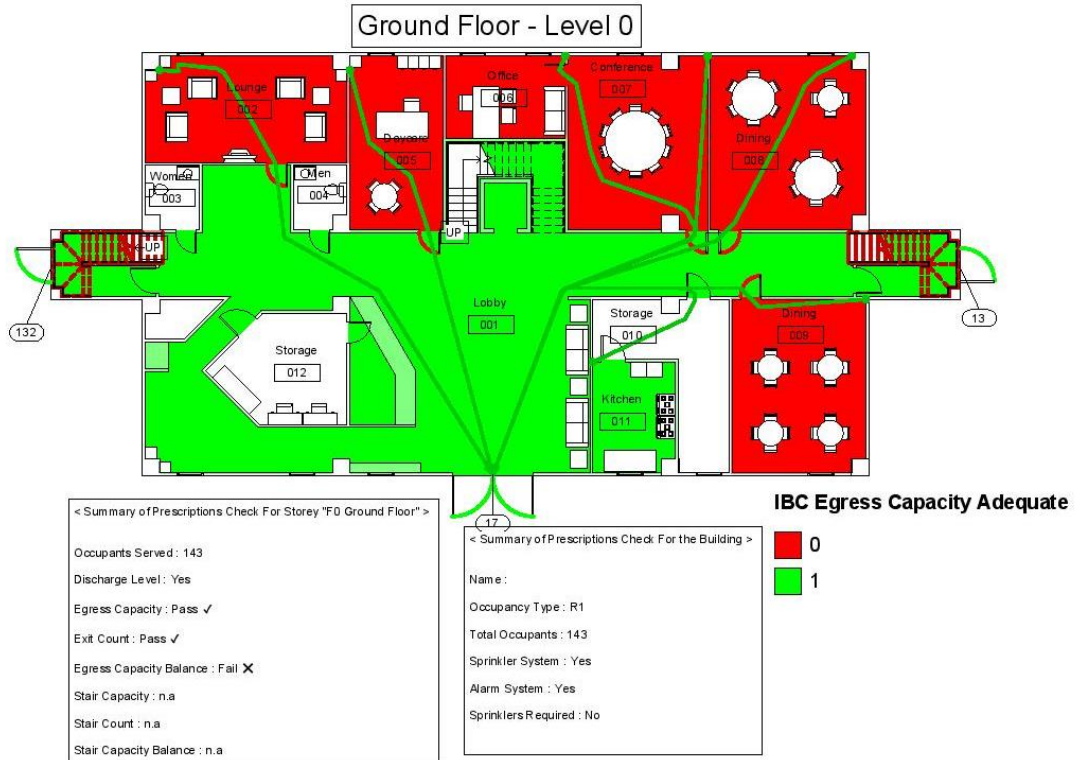 Ground Floor - Level 0
Lounge
002
Office
006
Conference
007
Daycare
005
Dining
008
Women
003
Men
004
UP
UP
132
Lobby
001
13
Storage
010
Dining
009
Storage
012
Kitchen
011
17
< Summary of Prescriptions Check For Storey "F0 Ground Floor" >
Occupants Served : 143
Discharge Level : Yes
Egress Capacity : Pass ✓
Exit Count : Pass ✓
Egress Capacity Balance : Fail ✕
Stair Capacity : n.a
Stair Count : n.a
Stair Capacity Balance : n.a
< Summary of Prescriptions Check For the Building >
Name :
Occupancy Type : R1
Total Occupants : 143
Sprinkler System : Yes
Alarm System : Yes
Sprinklers Required : No
IBC Egress Capacity Adequate
0
1